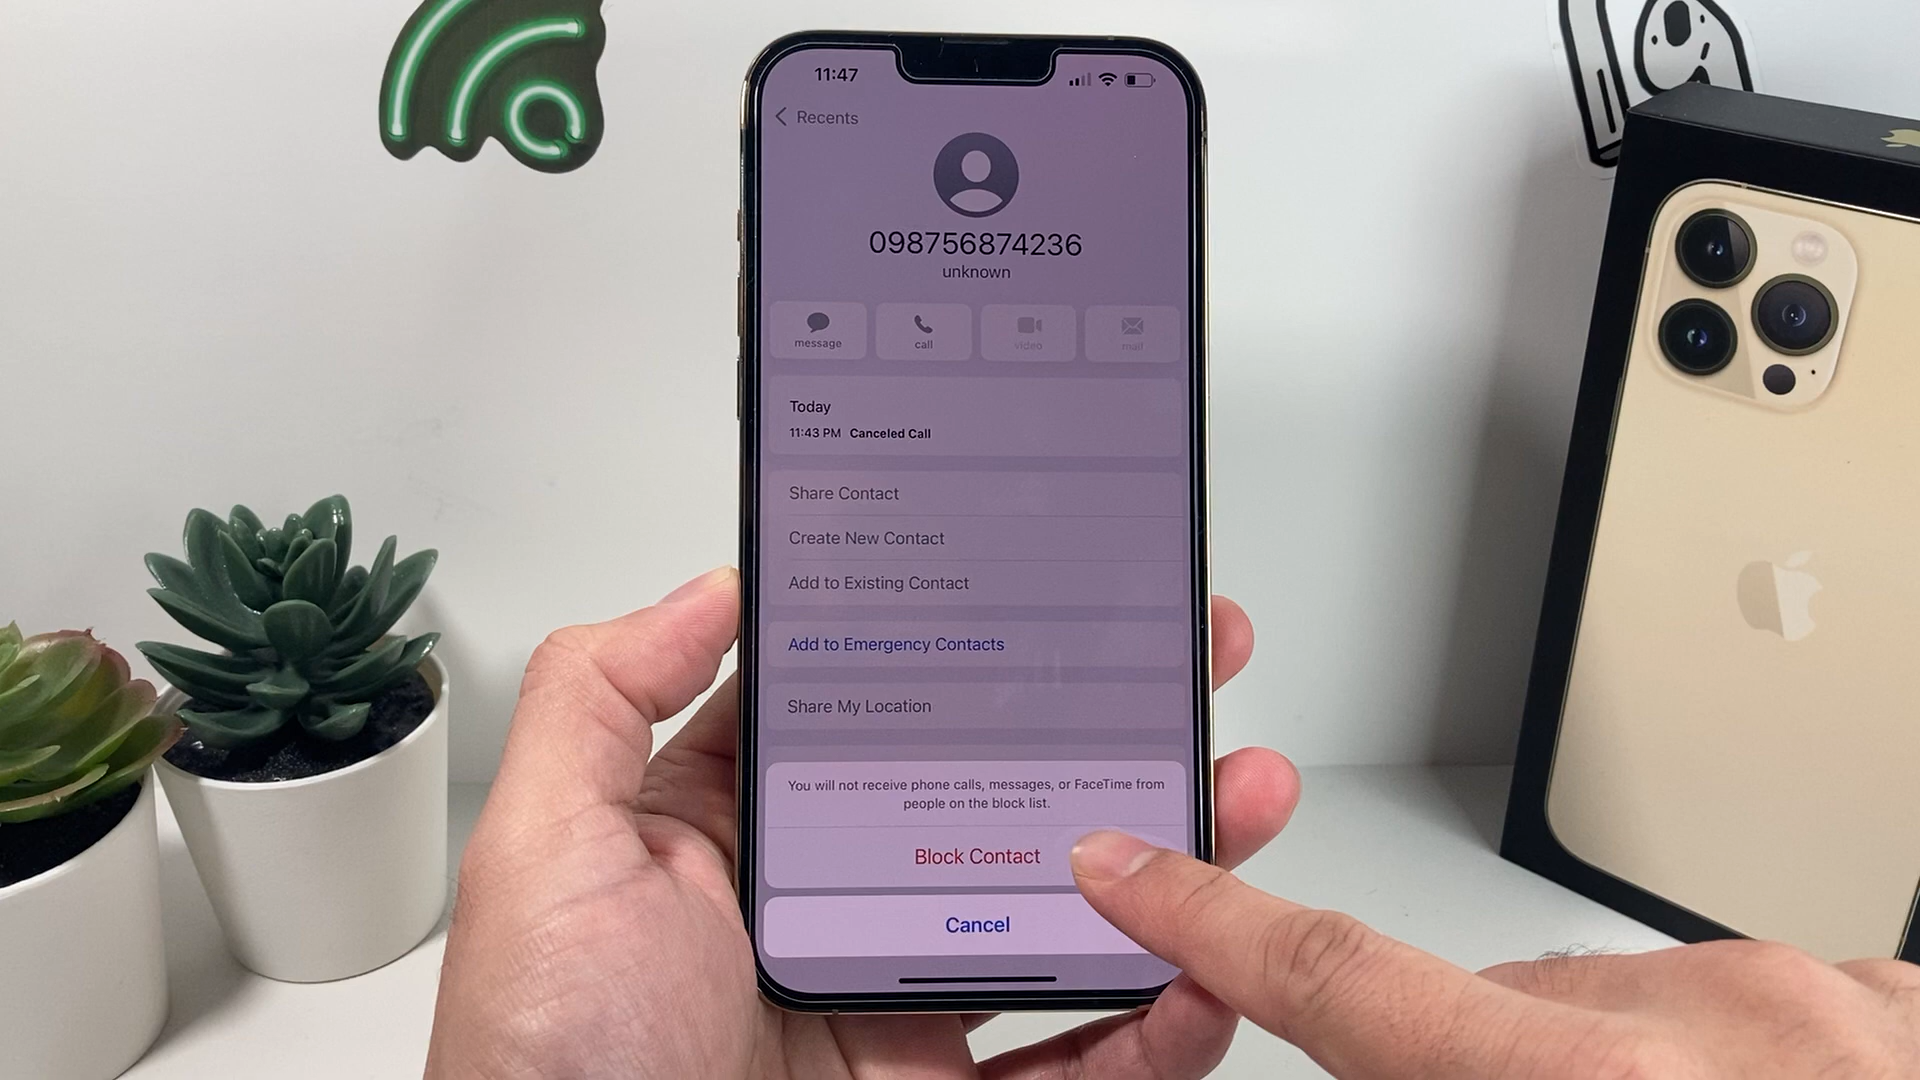 11:47
Recents
098756874236
unknown
message
call
video
mail
Today
11:43 PM Canceled Call
Share Contact
Create New Contact
Add to Existing Contact
Add to Emergency Contacts
Share My Location
You will not receive phone calls, messages, or FaceTime from
people on the block list.
Block Contact
Cancel